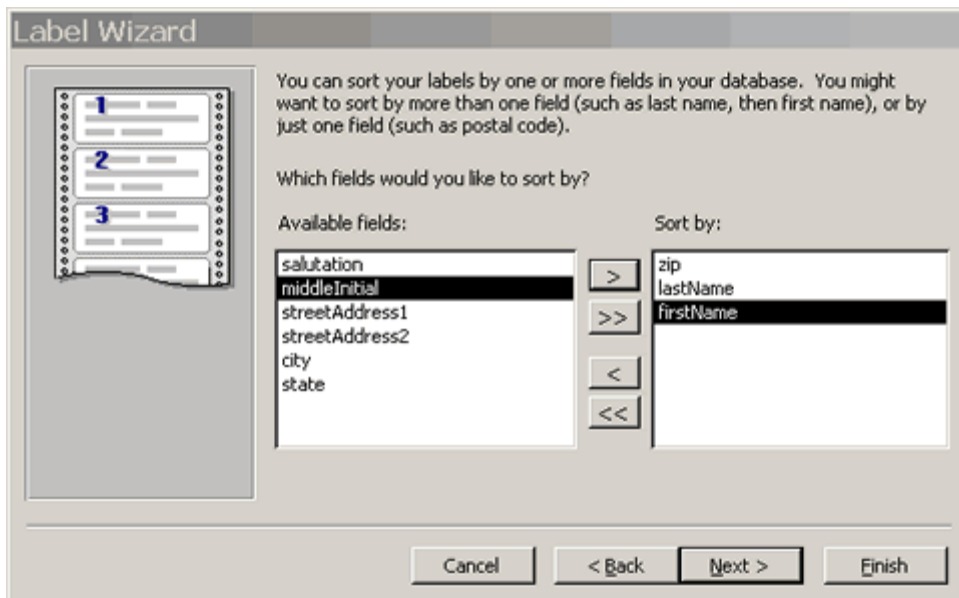 Label Wizard
You can sort your labels by one or more fields in your database.  You might
want to sort by more than one field (such as last name, then first name), or by
just one field (such as postal code).
1
2
3
Which fields would you like to sort by?
Available fields:
Sort by:
salutation
middleInitial
streetAddress1
streetAddress2
city
state
>
>>
<
<<
zip
lastName
firstName
Cancel
< Back
Next >
Finish